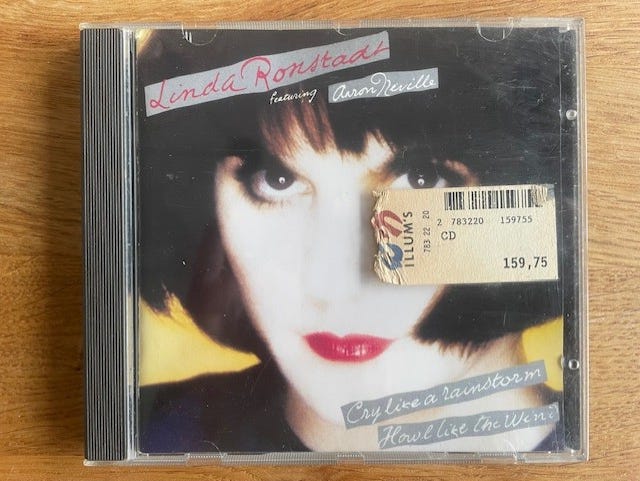 Linda Ronstadt
featuring Aaron Neville
ILLUM'S
783 22 20
2 783220 159755
CD
159,75
Cry like a rainstorm
Howl like the Wind